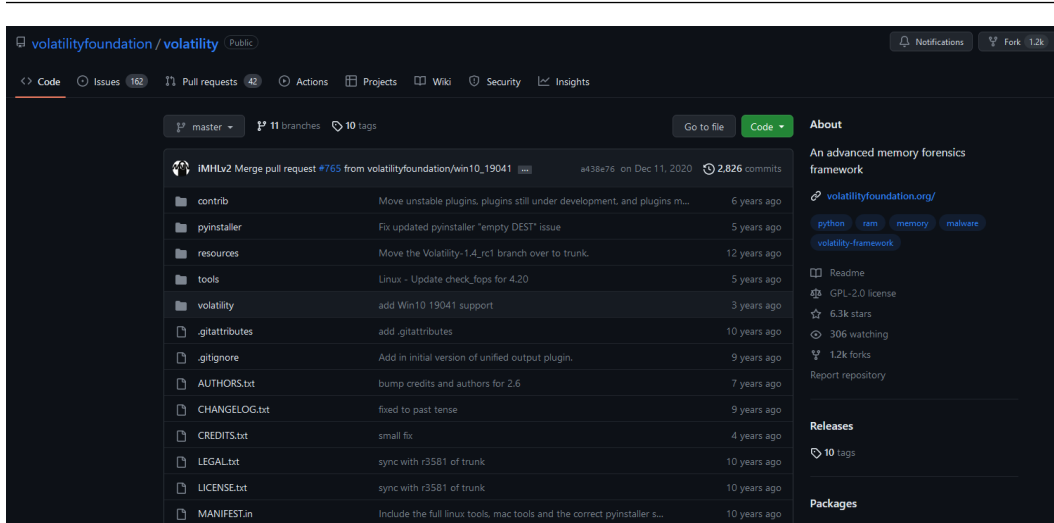 volatilityfoundation / volatility Public
Notifications Fork 1.2k
Code Issues 162 Pull requests 42 Actions Projects Wiki Security Insights
master 11 branches 10 tags Go to file Code
iMHLv2 Merge pull request #765 from volatilityfoundation/win10_19041 ... a438e76 on Dec 11, 2020 2,826 commits
contrib Move unstable plugins, plugins still under development, and plugins m... 6 years ago
pyinstaller Fix updated pyinstaller "empty DEST" issue 5 years ago
resources Move the Volatility-1.4_rc1 branch over to trunk. 12 years ago
tools Linux - Update check_fops for 4.20 5 years ago
volatility add Win10 19041 support 3 years ago
.gitattributes add .gitattributes 10 years ago
.gitignore Add in initial version of unified output plugin. 9 years ago
AUTHORS.txt bump credits and authors for 2.6 7 years ago
CHANGELOG.txt fixed to past tense 9 years ago
CREDITS.txt small fix 4 years ago
LEGAL.txt sync with r3581 of trunk 10 years ago
LICENSE.txt sync with r3581 of trunk 10 years ago
MANIFEST.in Include the full linux tools, mac tools and the correct pyinstaller s... 10 years ago
About
An advanced memory forensics
framework
volatilityfoundation.org/
python ram memory malware
volatility-framework
Readme
GPL-2.0 license
6.3k stars
306 watching
1.2k forks
Report repository
Releases
10 tags
Packages